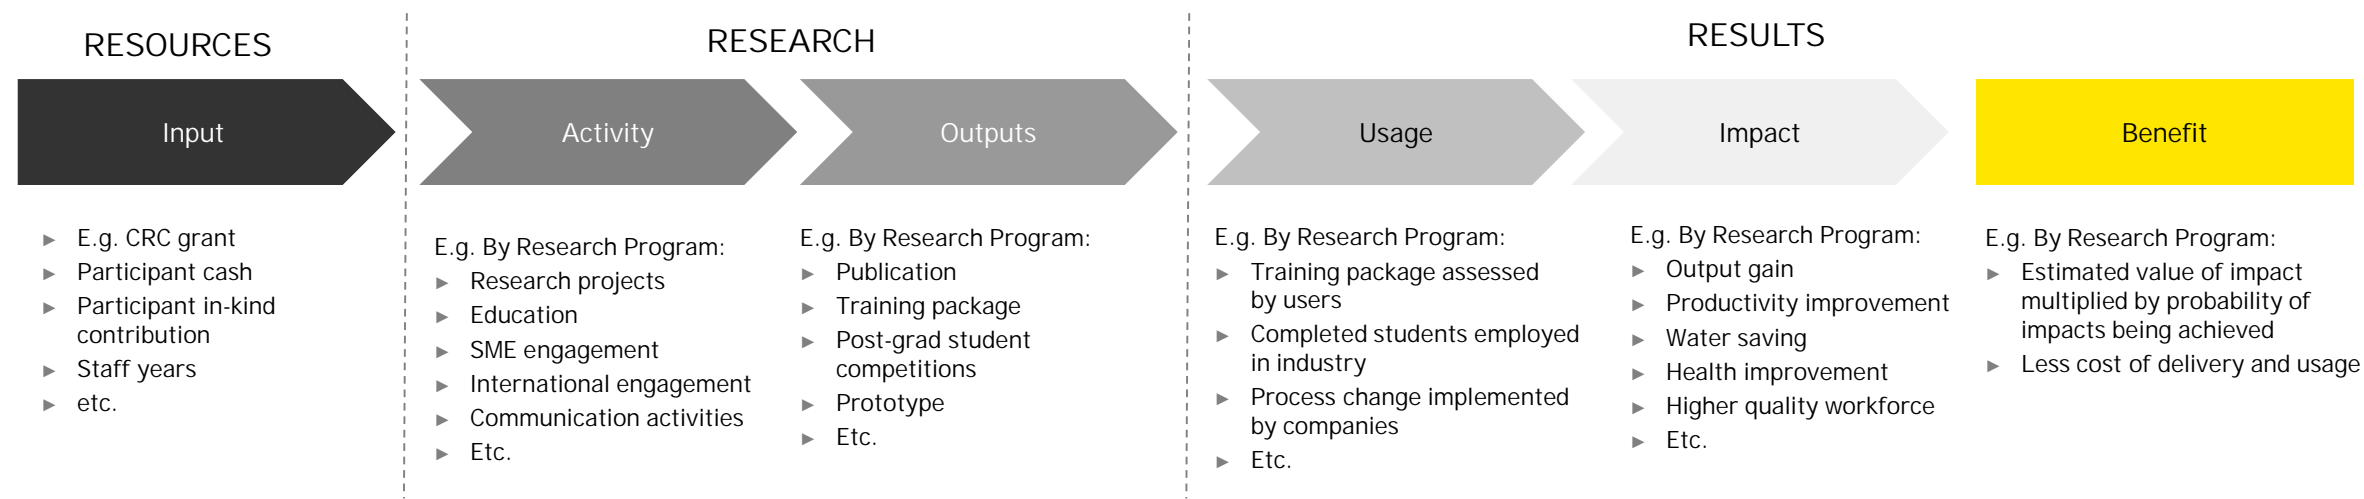 RESOURCES
RESEARCH
RESULTS
Input
Activity
Outputs
Usage
Impact
Benefit
► E.g. CRC grant
► Participant cash
► Participant in-kind
contribution
► Staff years
► etc.
E.g. By Research Program:
► Research projects
► Education
► SME engagement
► International engagement
► Communication activities
► Etc.
E.g. By Research Program:
► Publication
► Training package
► Post-grad student
competitions
► Prototype
► Etc.
E.g. By Research Program:
► Training package assessed
by users
► Completed students employed
in industry
► Process change implemented
by companies
► Etc.
E.g. By Research Program:
► Output gain
► Productivity improvement
► Water saving
► Health improvement
► Higher quality workforce
► Etc.
E.g. By Research Program:
► Estimated value of impact
multiplied by probability of
impacts being achieved
► Less cost of delivery and usage